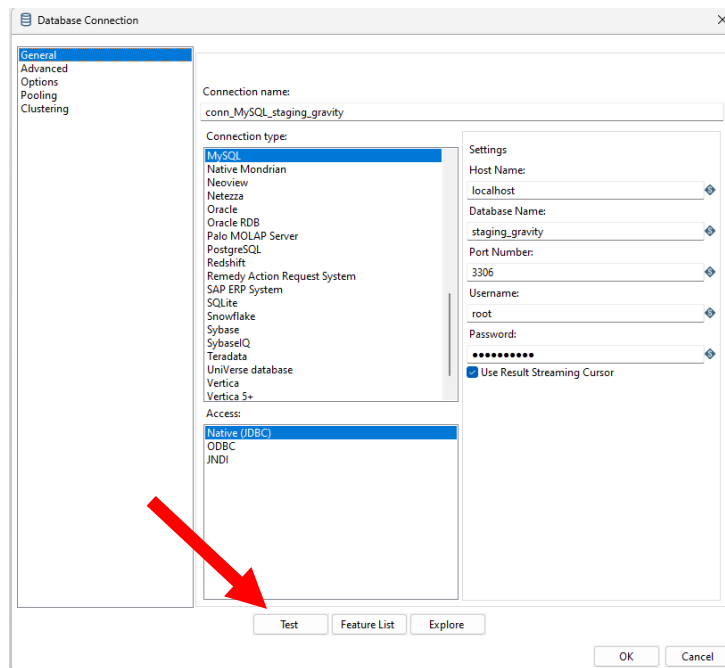 Database Connection
General
Advanced
Options
Pooling
Clustering
Connection name:
conn_MySQL_staging_gravity
Connection type:
MySQL
Native Mondrian
Neoview
Netezza
Oracle
Oracle RDB
Palo MOLAP Server
PostgreSQL
Redshift
Remedy Action Request System
SAP ERP System
SQLite
Snowflake
Sybase
SybaseIQ
Teradata
UniVerse database
Vertica
Vertica 5+
Access:
Native (JDBC)
ODBC
JNDI
Settings
Host Name:
localhost
Database Name:
staging_gravity
Port Number:
3306
Username:
root
Password:
●●●●●●●●●●
Use Result Streaming Cursor
Test Feature List Explore
OK Cancel